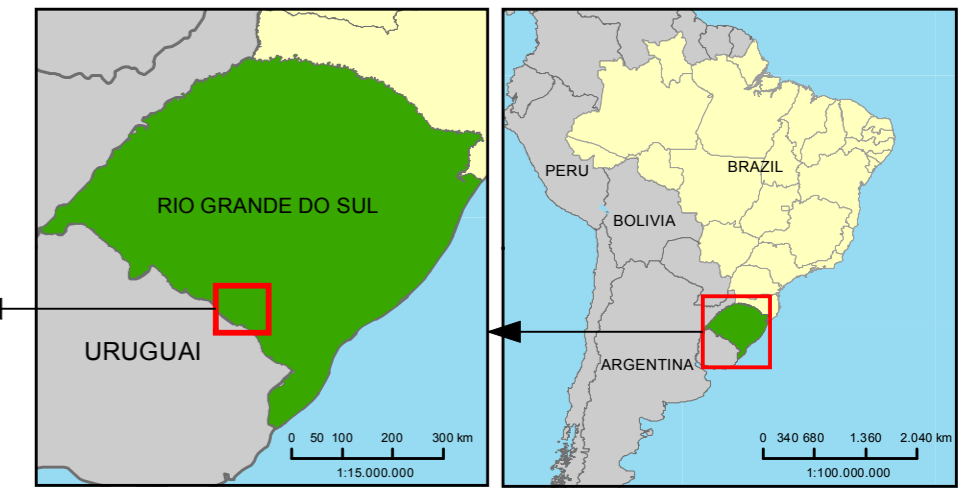 RIO GRANDE DO SUL
URUGUAI
0 50 100 200 300 km
1:15.000.000
BRAZIL
PERU
BOLIVIA
ARGENTINA
0 340 680 1.360 2.040 km
1:100.000.000